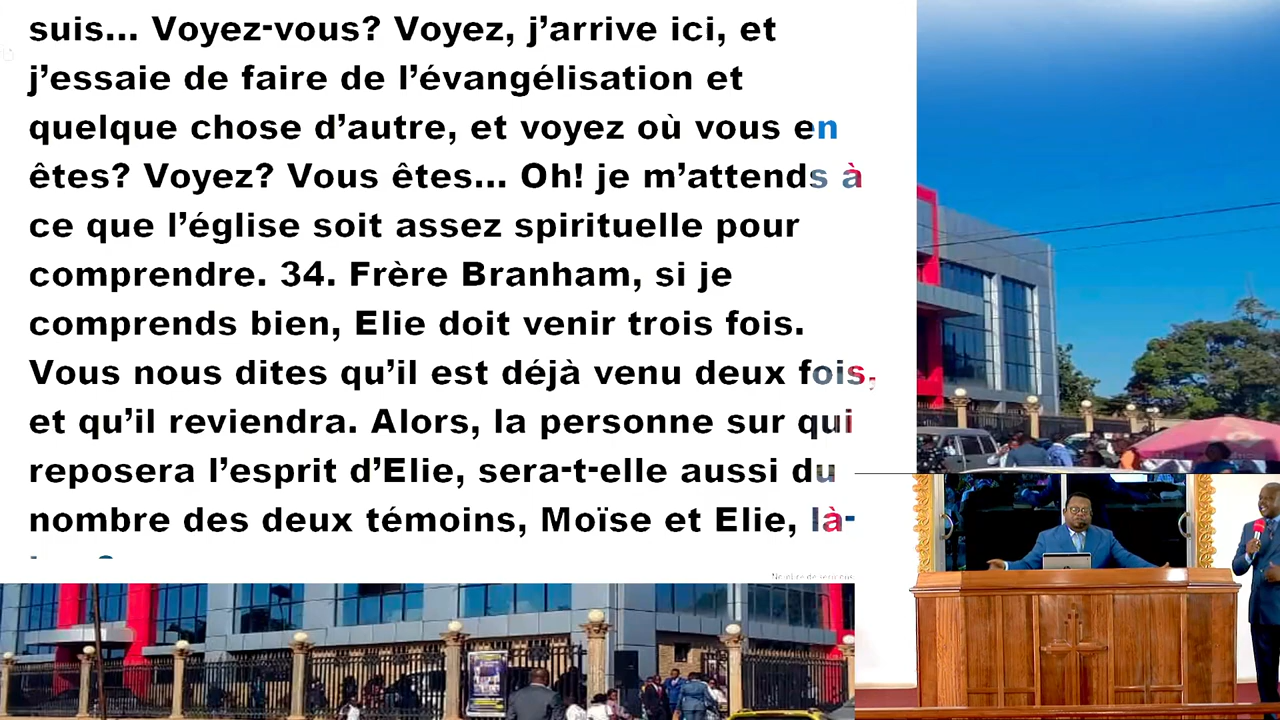 suis... Voyez-vous? Voyez, j’arrive ici, et
j’essaie de faire de l’évangélisation et
quelque chose d’autre, et voyez où vous en
êtes? Voyez? Vous êtes... Oh! je m’attends à
ce que l’église soit assez spirituelle pour
comprendre. 34. Frère Branham, si je
comprends bien, Elie doit venir trois fois.
Vous nous dites qu’il est déjà venu deux fois,
et qu’il reviendra. Alors, la personne sur qui
reposera l’esprit d’Elie, sera-t-elle aussi du
nombre des deux témoins, Moïse et Elie, là-